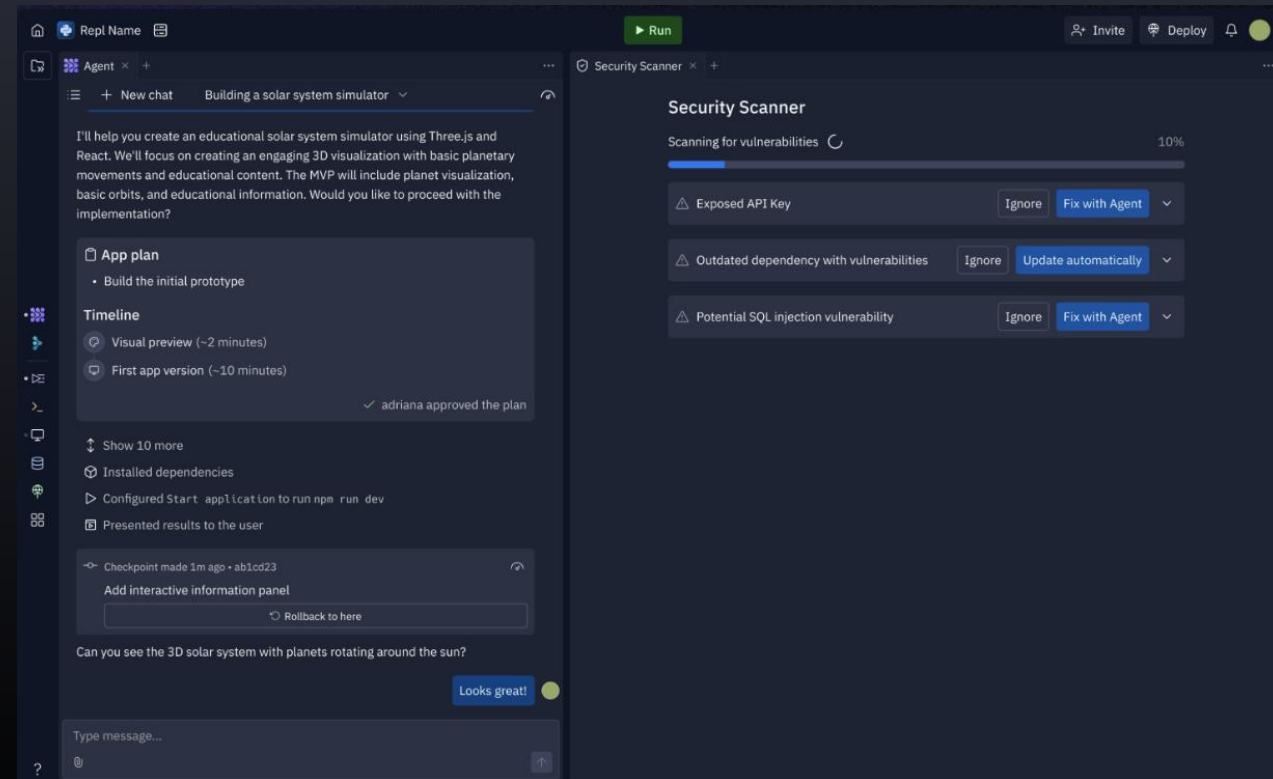 Repl Name
Run
Invite
Deploy
Agent
Security Scanner
New chat
Building a solar system simulator
I'll help you create an educational solar system simulator using Three.js and
React. We'll focus on creating an engaging 3D visualization with basic planetary
movements and educational content. The MVP will include planet visualization,
basic orbits, and educational information. Would you like to proceed with the
implementation?
App plan
• Build the initial prototype
Timeline
Visual preview (~2 minutes)
First app version (~10 minutes)
adriana approved the plan
Show 10 more
Installed dependencies
Configured Start application to run npm run dev
Presented results to the user
Checkpoint made 1m ago • ab1cd23
Add interactive information panel
Rollback to here
Can you see the 3D solar system with planets rotating around the sun?
Looks great!
Type message...
?
Security Scanner
Scanning for vulnerabilities 10%
Exposed API Key Ignore Fix with Agent
Outdated dependency with vulnerabilities Ignore Update automatically
Potential SQL injection vulnerability Ignore Fix with Agent